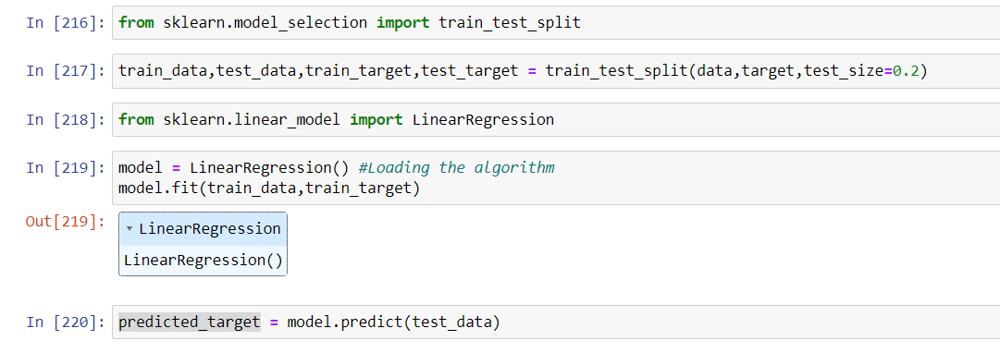 In [216]: from sklearn.model_selection import train_test_split
In [217]: train_data,test_data,train_target,test_target = train_test_split(data,target,test_size=0.2)
In [218]: from sklearn.linear_model import LinearRegression
In [219]: model = LinearRegression() #Loading the algorithm
model.fit(train_data,train_target)
Out[219]: ▾ LinearRegression
LinearRegression()
In [220]: predicted_target = model.predict(test_data)